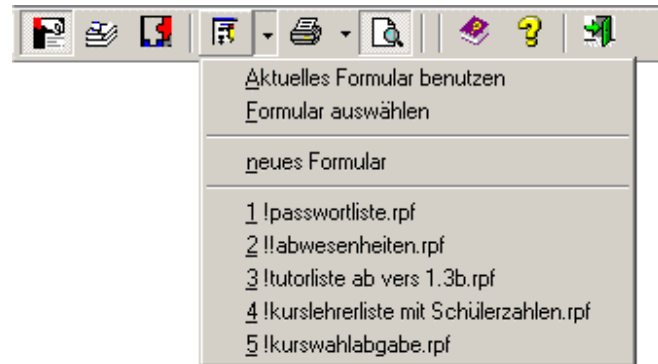 Aktuelles Formular benutzen
Formular auswählen
neues Formular
1 !passwortliste.rpf
2 !!abwesenheiten.rpf
3 !tutorliste ab vers 1.3b.rpf
4 !kurslehrerliste mit Schülerzahlen.rpf
5 !kurswahlabgabe.rpf